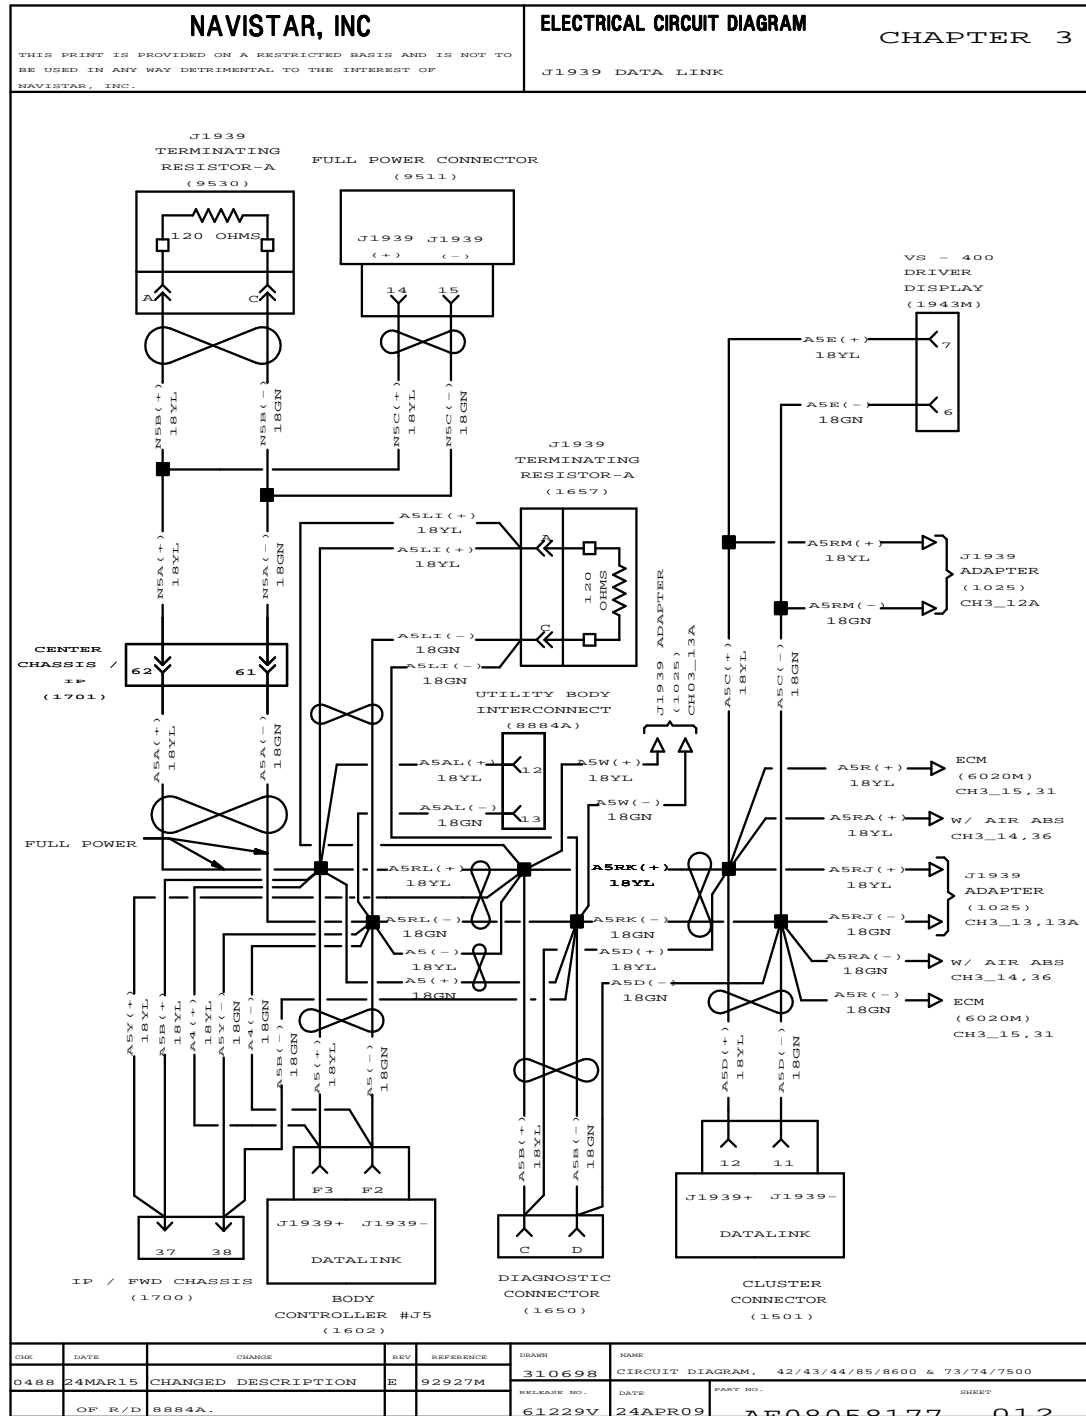 NAVISTAR, INC
THIS PRINT IS PROVIDED ON A RESTRICTED BASIS AND IS NOT TO
BE USED IN ANY WAY DETRIMENTAL TO THE INTEREST OF
NAVISTAR, INC.
ELECTRICAL CIRCUIT DIAGRAM
CHAPTER 3
J1939 DATA LINK
J1939
TERMINATING
RESISTOR-A
(9530)
120 OHMS
A
C
FULL POWER CONNECTOR
(9511)
J1939 J1939
(+) (-)
14 15
VS - 400
DRIVER
DISPLAY
(1943M)
7
6
A5E(+)
18YL
A5E(-)
18GN
N5B(+)
18YL
N5B(-)
18GN
N5C(+)
18YL
N5C(-)
18GN
J1939
TERMINATING
RESISTOR-A
(1657)
A
C
120
OHMS
A5LI(+)
18YL
A5LI(+)
18YL
A5LI(-)
18GN
A5LI(-)
18GN
N5A(+)
18YL
N5A(-)
18GN
A5RM(+)
18YL
A5RM(-)
18GN
J1939
ADAPTER
(1025)
CH3_12A
CENTER
CHASSIS /
IP
(1701)
62 61
J1939 ADAPTER
(1025)
CH03_13A
A5C(+)
18YL
A5C(-)
18GN
UTILITY BODY
INTERCONNECT
(8884A)
12
13
A5A(+)
18YL
A5A(-)
18GN
A5AL(+)
18YL
A5AL(-)
18GN
A5W(+)
18YL
A5W(-)
18GN
A5R(+)
18YL
ECM
(6020M)
CH3_15,31
A5RA(+)
18YL
W/ AIR ABS
CH3_14,36
FULL POWER
A5RL(+)
18YL
A5RK(+)
18YL
A5RJ(+)
18YL
J1939
ADAPTER
(1025)
CH3_13,13A
A5RL(-)
18GN
A5RK(-)
18GN
A5RJ(-)
18GN
A5(-)
18YL
A5(+)
18GN
A5D(+)
18YL
A5D(-)
18GN
A5RA(-)
18GN
W/ AIR ABS
CH3_14,36
A5R(-)
18GN
ECM
(6020M)
CH3_15,31
A5Y(+)
18YL
A5B(+)
18YL
A4(+)
18YL
A5Y(-)
18GN
A4(-)
18GN
A5B(-)
18GN
A5(+)
18YL
A5(-)
18GN
A5B(+)
18YL
A5B(-)
18GN
A5D(+)
18YL
A5D(-)
18GN
37 38
IP / FWD CHASSIS
(1700)
F3 F2
J1939+ J1939-
DATALINK
BODY
CONTROLLER #J5
(1602)
C D
DIAGNOSTIC
CONNECTOR
(1650)
12 11
J1939+ J1939-
DATALINK
CLUSTER
CONNECTOR
(1501)
CHK DATE CHANGE REV REFERENCE DRAWN NAME
0488 24MAR15 CHANGED DESCRIPTION E 92927M 310698 CIRCUIT DIAGRAM, 42/43/44/85/8600 & 73/74/7500
RELEASE NO. DATE PART NO. SHEET
OF R/D 8884A. 61229V 24APR09 AE08058177 012